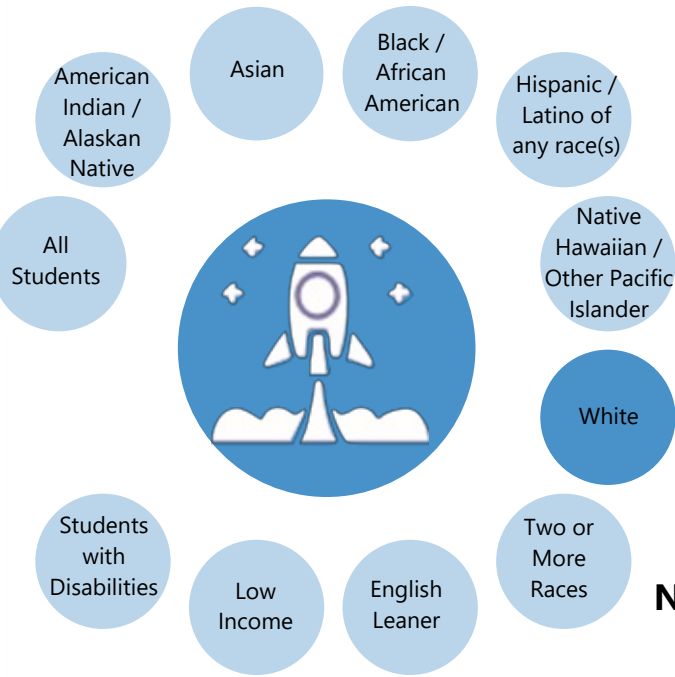 Asian
Black /
African
American
American
Indian /
Alaskan
Native
Hispanic /
Latino of
any race(s)
All
Students
Native
Hawaiian /
Other Pacific
Islander
White
Students
with
Disabilities
Low
Income
English
Leaner
Two or
More
Races
N